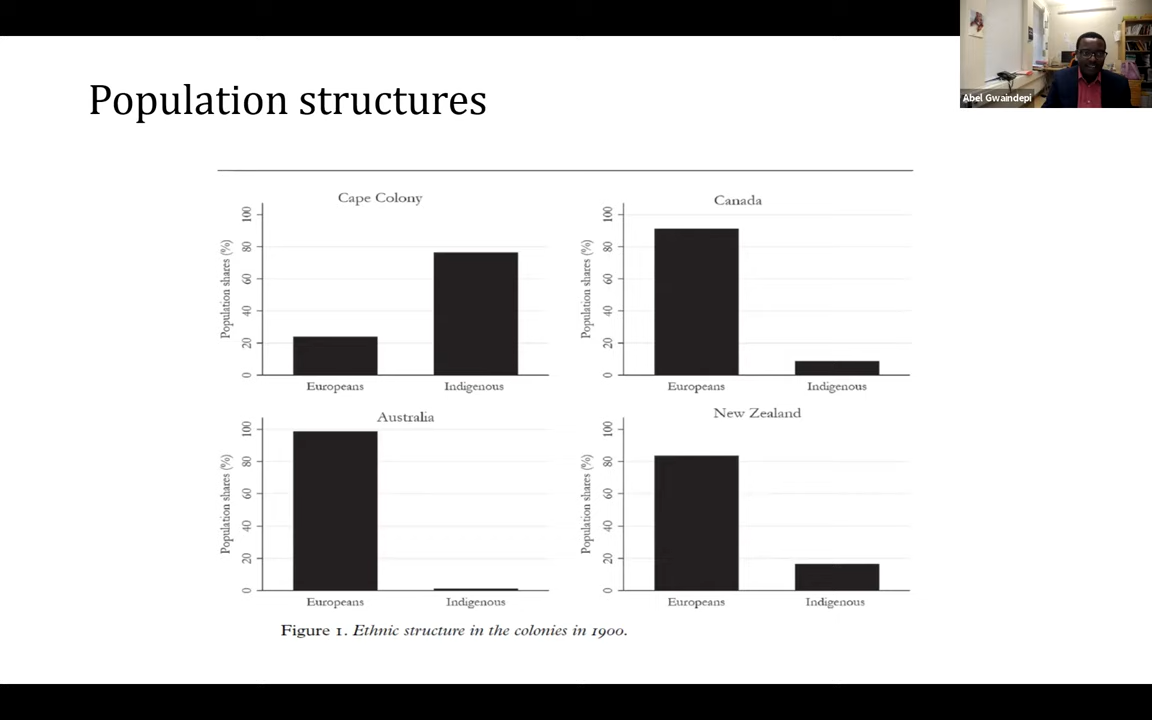 Abel Gwaindepi
Population structures
Cape Colony
Population shares (%)
0 20 40 60 80 100
Europeans Indigenous
Canada
Population shares (%)
0 20 40 60 80 100
Europeans Indigenous
Australia
Population shares (%)
0 20 40 60 80 100
Europeans Indigenous
New Zealand
Population shares (%)
0 20 40 60 80 100
Europeans Indigenous
Figure 1. Ethnic structure in the colonies in 1900.